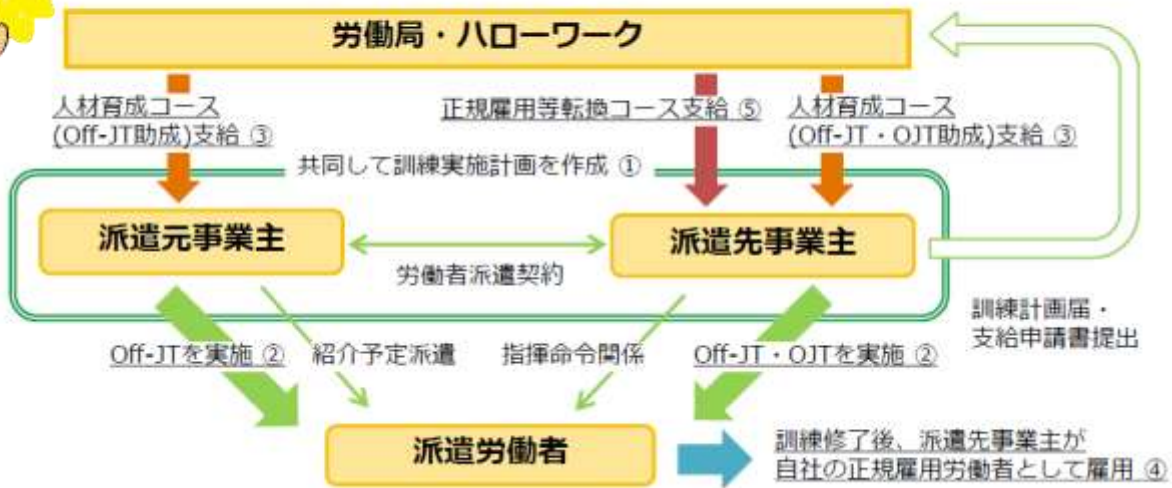 労働局・ハローワーク
人材育成コース
(Off-JT助成)支給 ③
正規雇用等転換コース支給 ⑤
人材育成コース
(Off-JT・OJT助成)支給 ③
共同して訓練実施計画を作成 ①
派遣元事業主
派遣先事業主
労働者派遣契約
訓練計画届・
支給申請書提出
Off-JTを実施 ②
紹介予定派遣
指揮命令関係
Off-JT・OJTを実施 ②
派遣労働者
訓練修了後、派遣先事業主が
自社の正規雇用労働者として雇用 ④